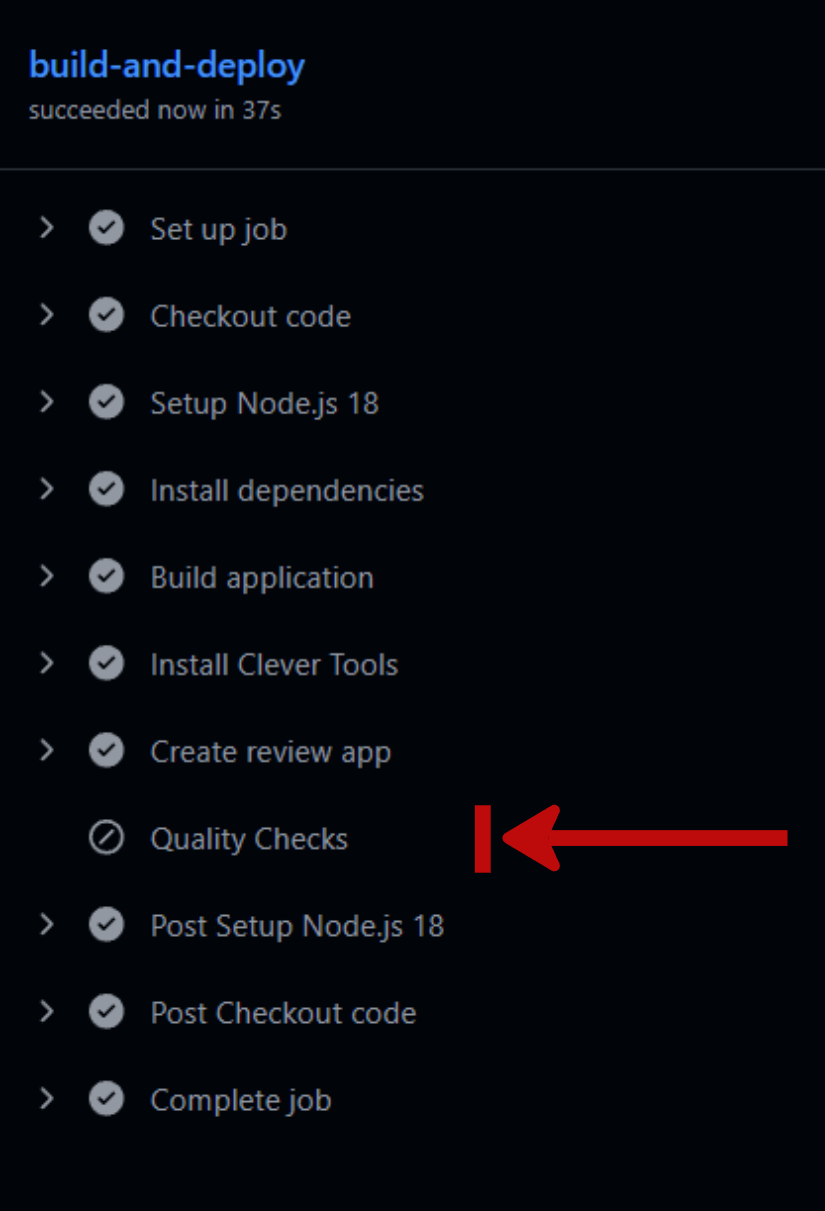 build-and-deploy
succeeded now in 37s
Set up job
Checkout code
Setup Node.js 18
Install dependencies
Build application
Install Clever Tools
Create review app
Quality Checks
Post Setup Node.js 18
Post Checkout code
Complete job